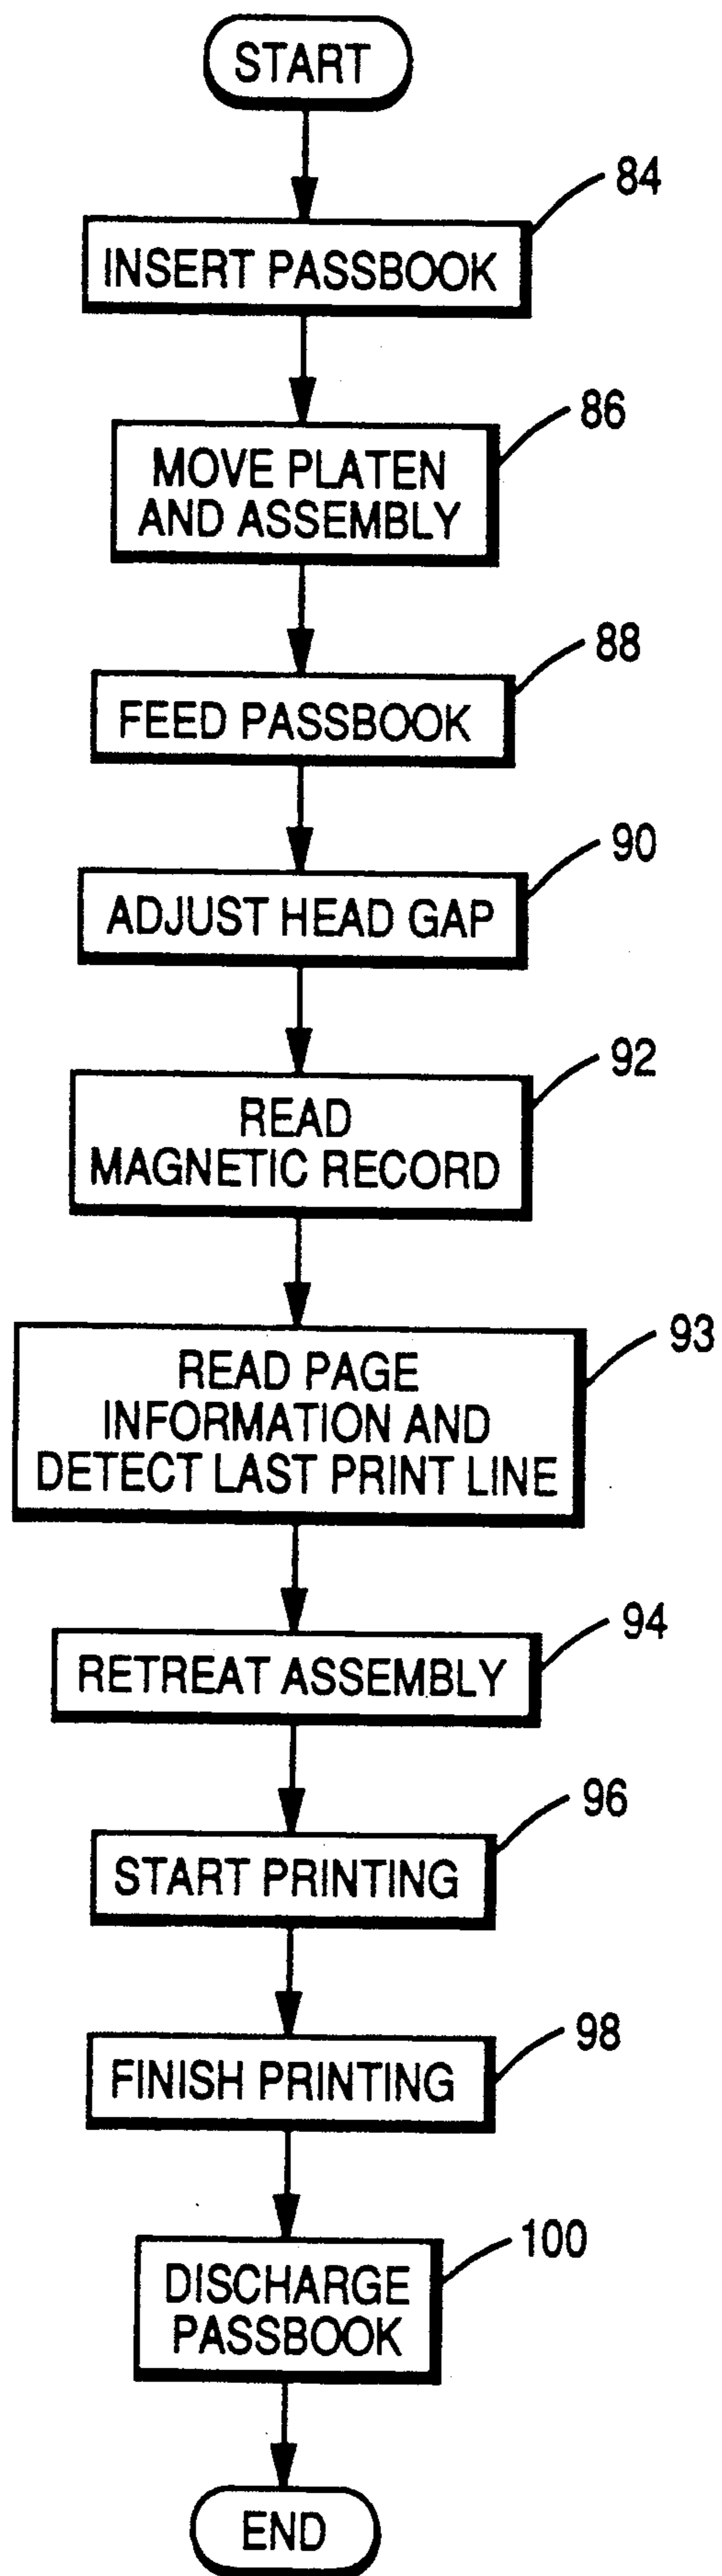 START
84
INSERT PASSBOOK
86
MOVE PLATEN
AND ASSEMBLY
88
FEED PASSBOOK
90
ADJUST HEAD GAP
92
READ
MAGNETIC RECORD
93
READ PAGE
INFORMATION AND
DETECT LAST PRINT LINE
94
RETREAT ASSEMBLY
96
START PRINTING
98
FINISH PRINTING
100
DISCHARGE
PASSBOOK
END